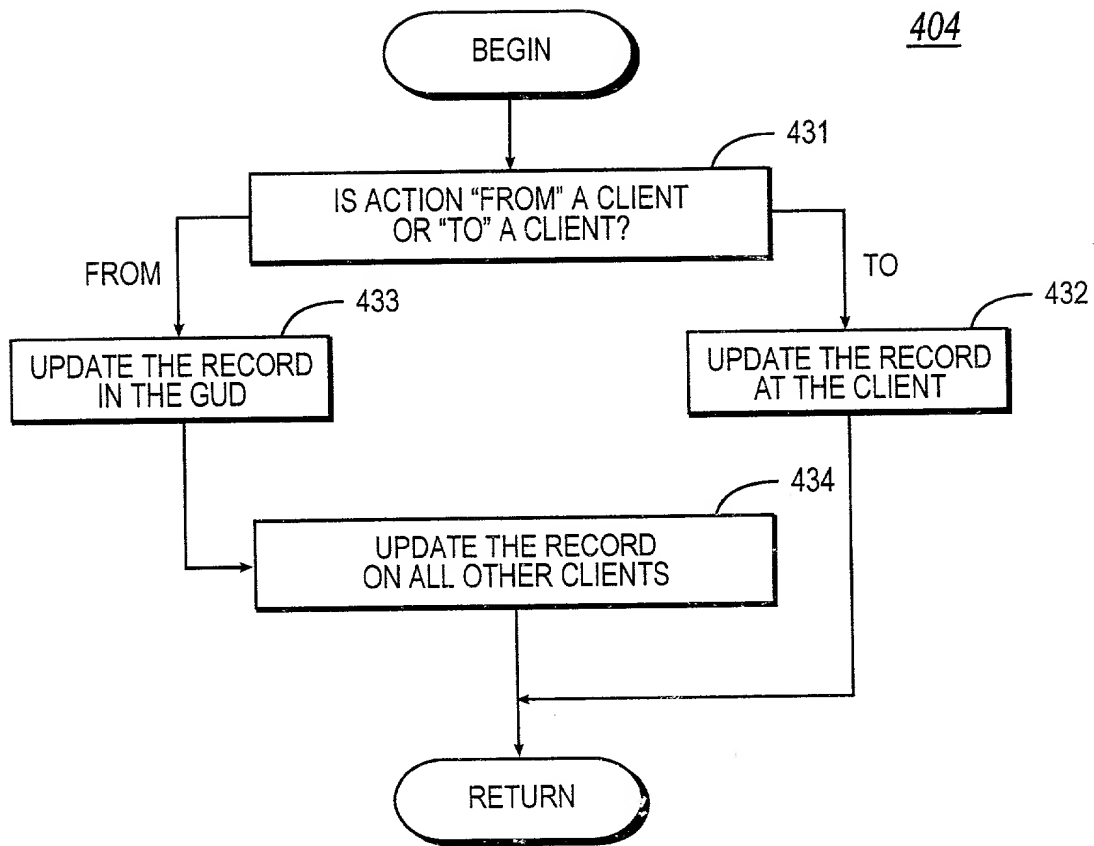 404
BEGIN
431
IS ACTION “FROM” A CLIENT
OR “TO” A CLIENT?
FROM
TO
433
432
UPDATE THE RECORD
IN THE GUD
UPDATE THE RECORD
AT THE CLIENT
434
UPDATE THE RECORD
ON ALL OTHER CLIENTS
RETURN